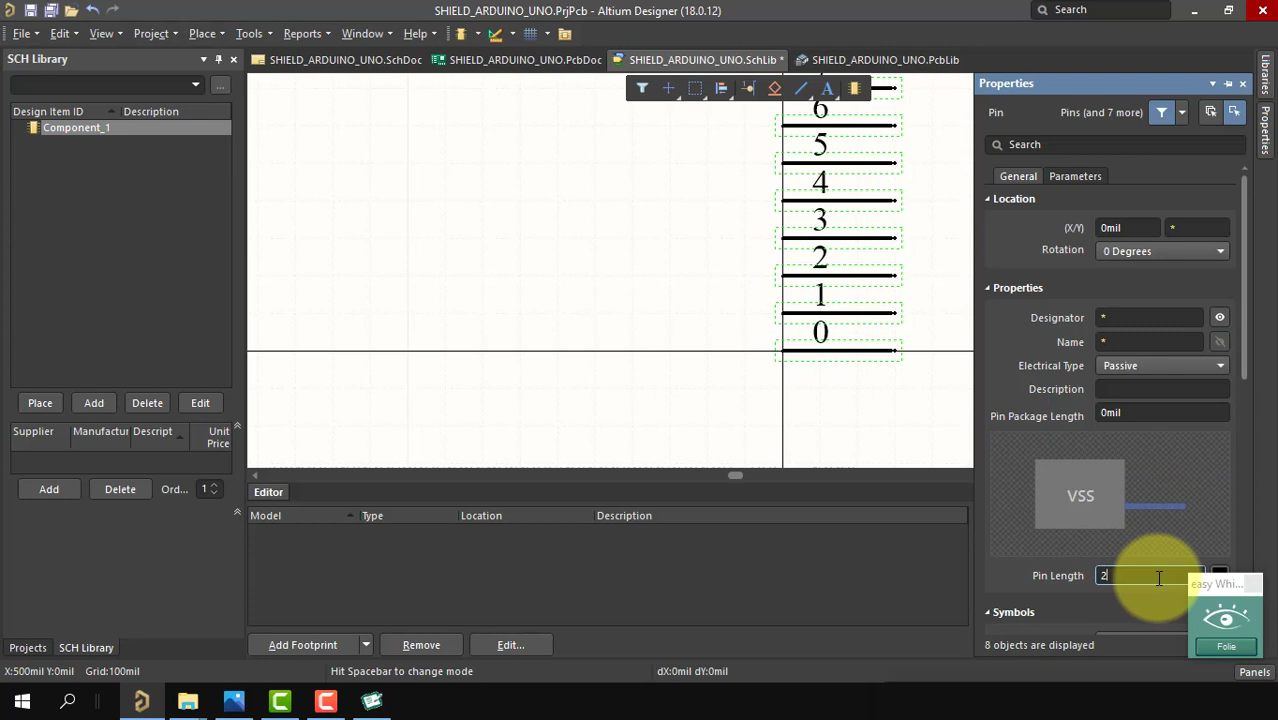 SHIELD_ARDUINO_UNO.PrjPcb - Altium Designer (18.0.12)
Search
File Edit View Project Place Tools Reports Window Help
SCH Library
SHIELD_ARDUINO_UNO.SchDoc
SHIELD_ARDUINO_UNO.PcbDoc
SHIELD_ARDUINO_UNO.SchLib *
SHIELD_ARDUINO_UNO.PcbLib
Libraries
Properties
...
Design Item ID Description
Component_1
Place Add Delete Edit
Supplier Manufactur Descript Unit Price
Add Delete Ord... 1
6
5
4
3
2
1
0
A
Editor
Model Type Location Description
Add Footprint Remove Edit...
Properties
Pin Pins (and 7 more)
Search
General Parameters
Location
(X/Y) 0mil *
Rotation 0 Degrees
Properties
Designator *
Name *
Electrical Type Passive
Description
Pin Package Length 0mil
VSS
Pin Length 2
easy Whi...
Folie
Symbols
8 objects are displayed
Projects SCH Library
X:500mil Y:0mil Grid:100mil Hit Spacebar to change mode dX:0mil dY:0mil Panels